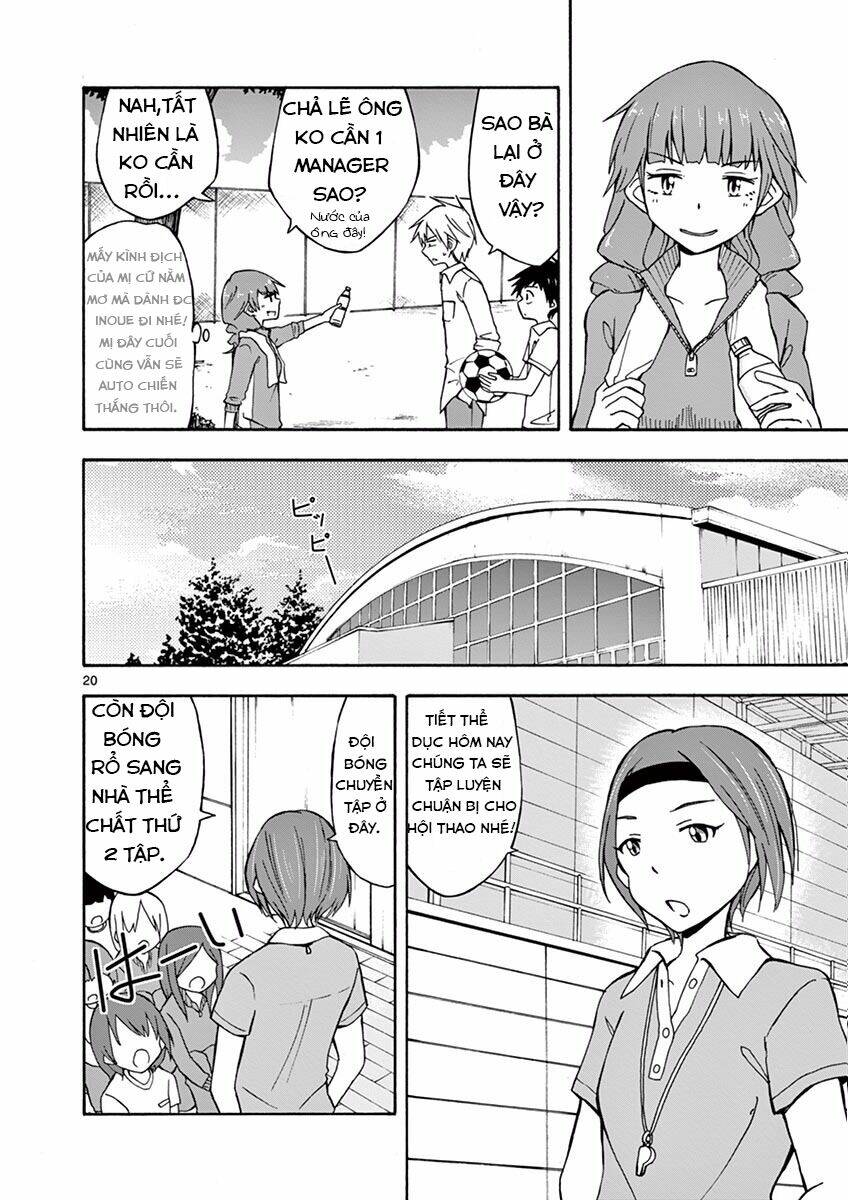 SAO BÀ
LẠI Ở
ĐÂY
VẬY?
CHẢ LẼ ÔNG
KO CẦN 1
MANAGER
SAO?
Nước của
ông đây!
NAH,TẤT
NHIÊN LÀ
KO CẦN
RỒI...
MẤY KÌNH ĐỊCH
CỦA MỊ CỨ NẰM
MƠ MÀ DÀNH ĐC
INOUE ĐI NHÉ!
MỊ ĐÂY CUỐI
CÙNG VẪN SẼ
AUTO CHIẾN
THẮNG THÔI.
ピッ
ピー
20
TIẾT THỂ
DỤC HÔM NAY
CHÚNG TA SẼ
TẬP LUYỆN
CHUẨN BỊ CHO
HỘI THAO NHÉ!
ĐỘI
BÓNG
CHUYỀN
TẬP Ở
ĐÂY.
CÒN ĐỘI
BÓNG
RỔ SANG
NHÀ THỂ
CHẤT THỨ
2 TẬP.
はーい